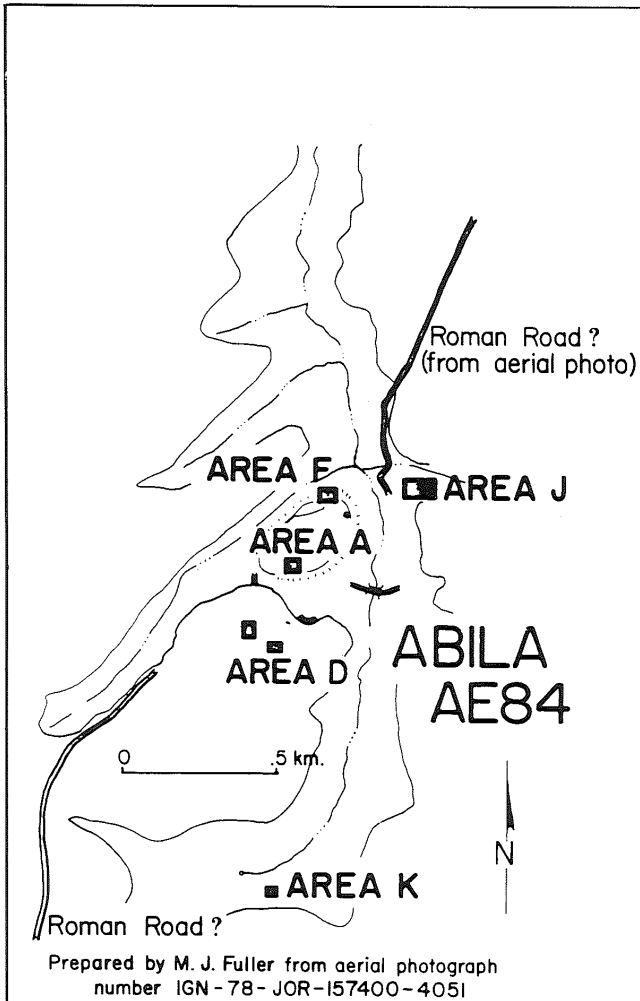 Roman Road ?
(from aerial photo)
AREA E
AREA J
AREA A
ABILA
AE84
AREA D
0 .5 km.
N
AREA K
Roman Road ?
Prepared by M. J. Fuller from aerial photograph
number IGN-78-JOR-157400-4051